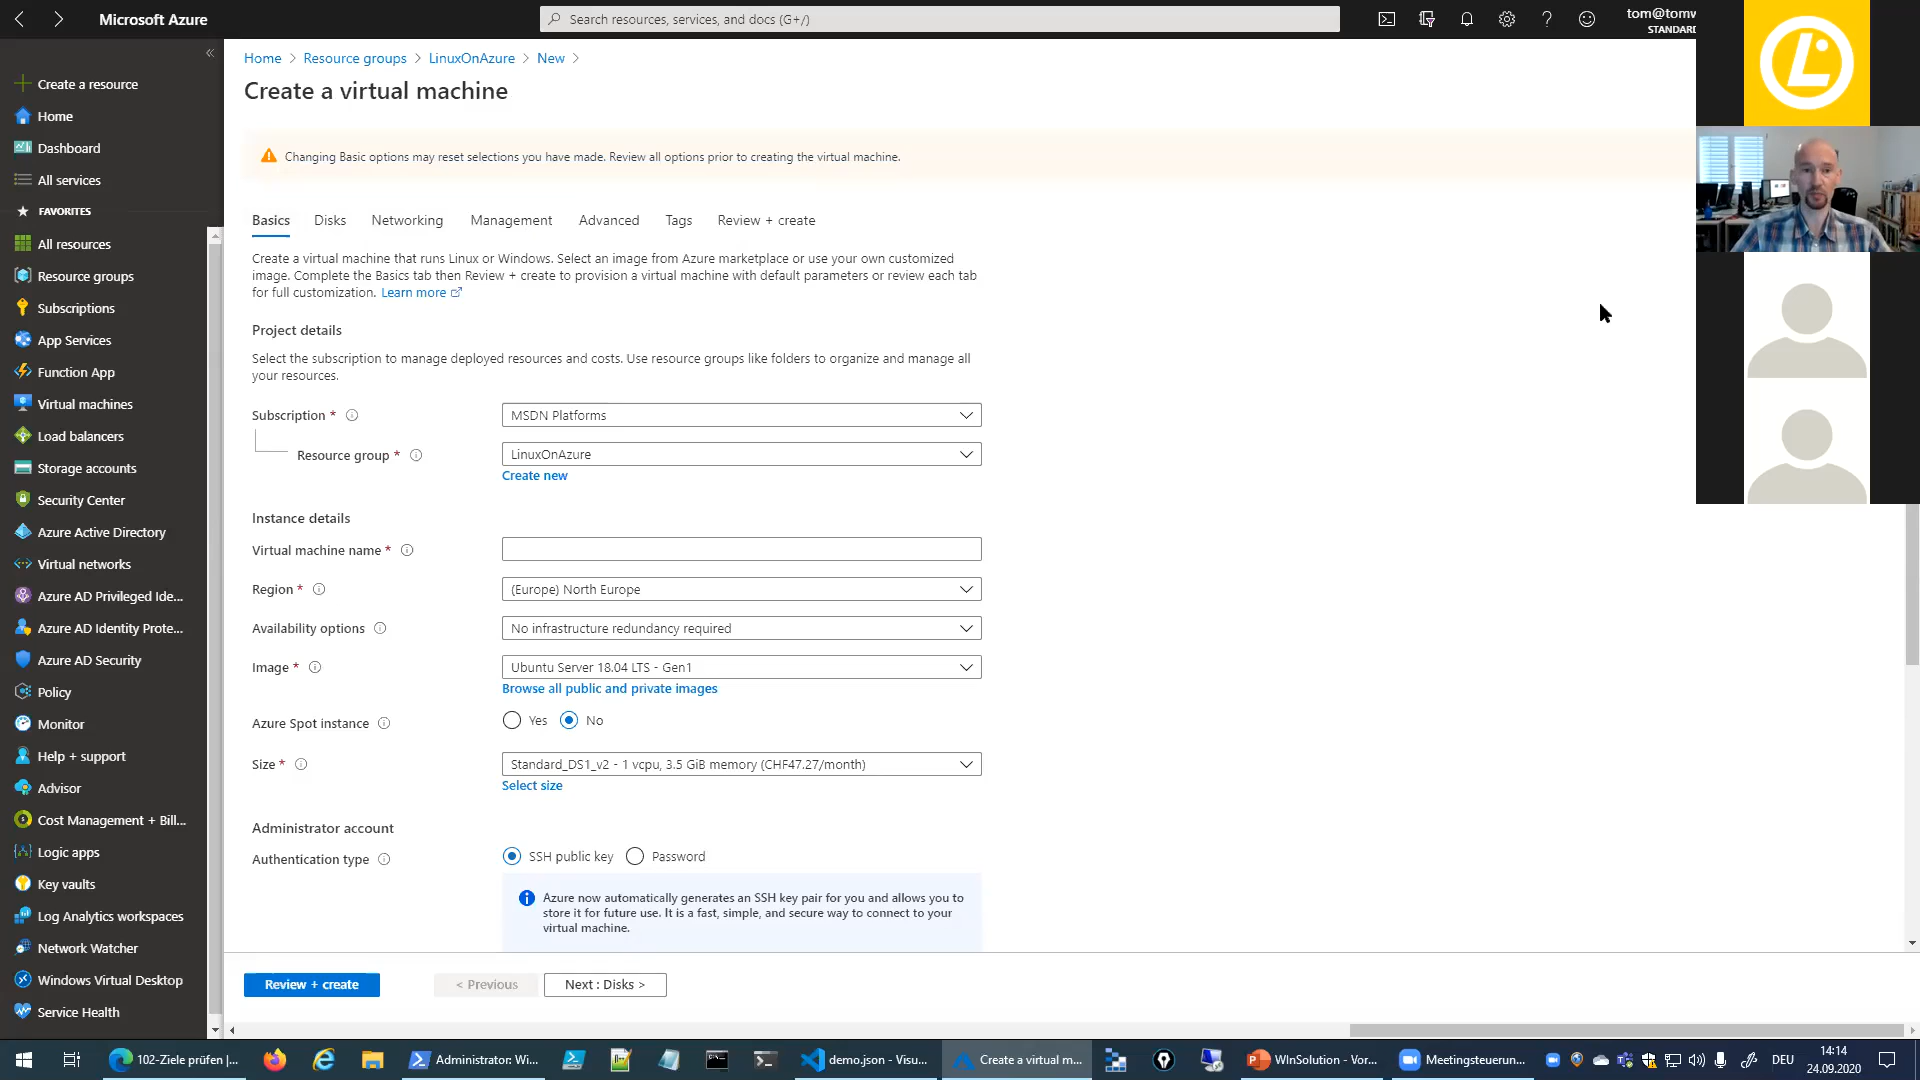 Microsoft Azure
Search resources, services, and docs (G+/)
tom@tomw
STANDARD
Create a resource
Home
Dashboard
All services
FAVORITES
All resources
Resource groups
Subscriptions
App Services
Function App
Virtual machines
Load balancers
Storage accounts
Security Center
Azure Active Directory
Virtual networks
Azure AD Privileged Ide...
Azure AD Identity Prote...
Azure AD Security
Policy
Monitor
Help + support
Advisor
Cost Management + Bill...
Logic apps
Key vaults
Log Analytics workspaces
Network Watcher
Windows Virtual Desktop
Service Health
Home > Resource groups > LinuxOnAzure > New >
Create a virtual machine
Changing Basic options may reset selections you have made. Review all options prior to creating the virtual machine.
Basics Disks Networking Management Advanced Tags Review + create
Create a virtual machine that runs Linux or Windows. Select an image from Azure marketplace or use your own customized
image. Complete the Basics tab then Review + create to provision a virtual machine with default parameters or review each tab
for full customization. Learn more
Project details
Select the subscription to manage deployed resources and costs. Use resource groups like folders to organize and manage all
your resources.
Subscription * MSDN Platforms
Resource group * LinuxOnAzure
Create new
Instance details
Virtual machine name *
Region * (Europe) North Europe
Availability options No infrastructure redundancy required
Image * Ubuntu Server 18.04 LTS - Gen1
Browse all public and private images
Azure Spot instance Yes No
Size * Standard_DS1_v2 - 1 vcpu, 3.5 GiB memory (CHF47.27/month)
Select size
Administrator account
Authentication type SSH public key Password
Azure now automatically generates an SSH key pair for you and allows you to
store it for future use. It is a fast, simple, and secure way to connect to your
virtual machine.
Review + create < Previous Next : Disks >
L
102-Ziele prüfen |... Administrator: Wi... demo.json - Visu... Create a virtual m... WInSolution - Vor... Meetingsteuerun... DEU 14:14
24.09.2020